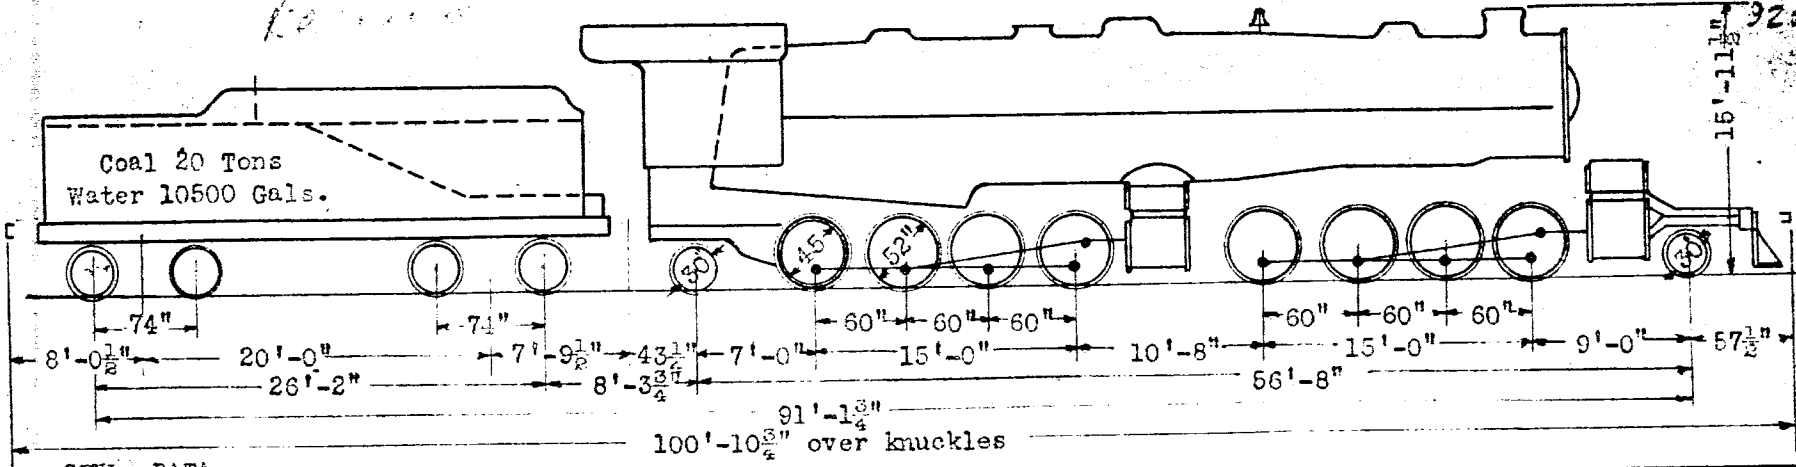 92
15'-11½"
Coal 20 Tons
Water 10500 Gals.
45 52" 30 30"
74" 74" 60" 60" 60" 60" 60" 60"
8'-0½" 20'-0" 7'-9½" 43½" 7'-0" 15'-0" 10'-8" 15'-0" 9'-0" 57½"
26'-2" 8'-3¾" 56'-8"
91'-1¾"
100'-10¾" over knuckles
DATA